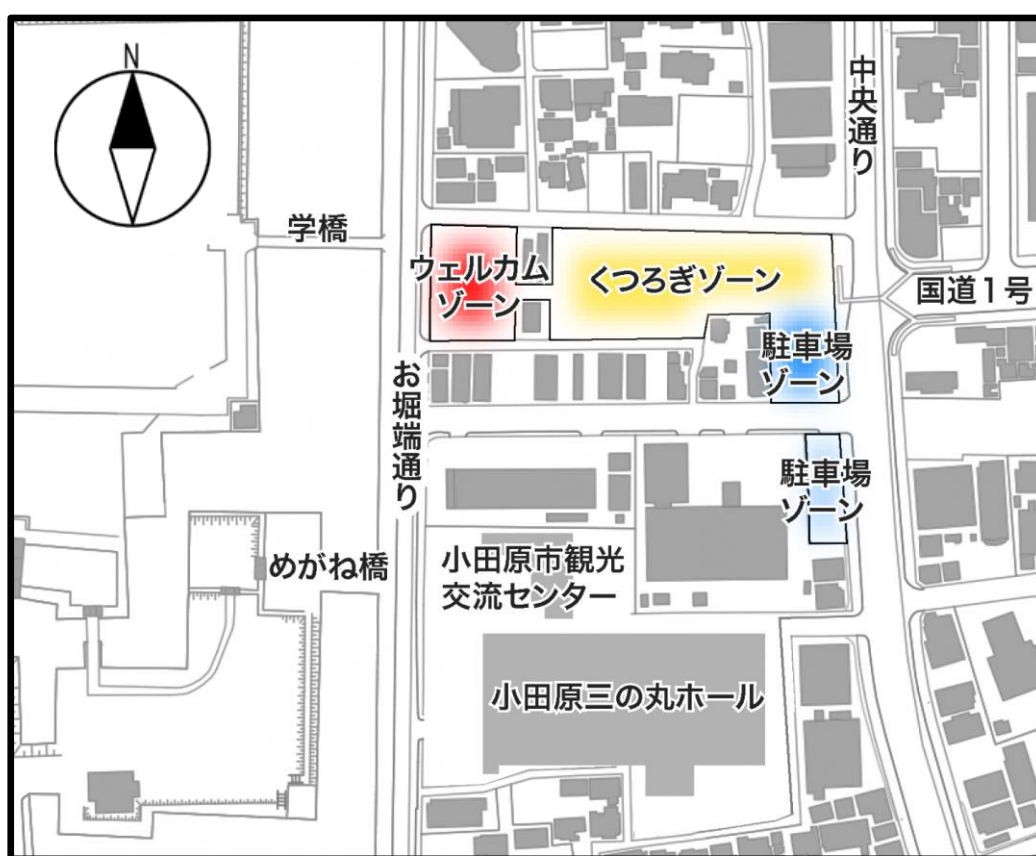 N
中央通り
学橋
ウェルカム
ゾーン
くつろぎゾーン
国道1号
駐車場
ゾーン
お堀端通り
駐車場
ゾーン
めがね橋
小田原市観光
交流センター
小田原三の丸ホール